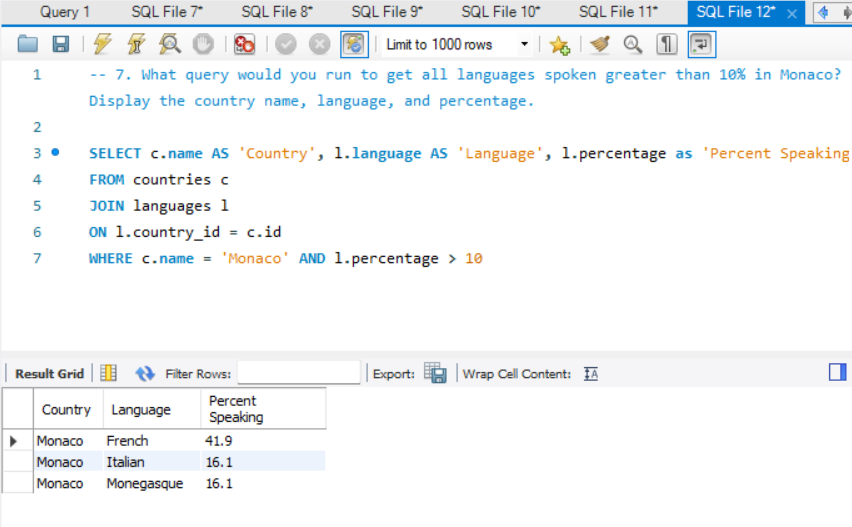 Query 1 SQL File 7* SQL File 8* SQL File 9* SQL File 10* SQL File 11* SQL File 12*
Limit to 1000 rows
1 -- 7. What query would you run to get all languages spoken greater than 10% in Monaco?
Display the country name, language, and percentage.
2
3 SELECT c.name AS 'Country', l.language AS 'Language', l.percentage as 'Percent Speaking
4 FROM countries c
5 JOIN languages l
6 ON l.country_id = c.id
7 WHERE c.name = 'Monaco' AND l.percentage > 10
Result Grid Filter Rows: Export: Wrap Cell Content:
Country Language Percent
Speaking
Monaco French 41.9
Monaco Italian 16.1
Monaco Monegasque 16.1